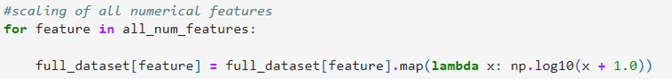 #scaling of all numerical features
for feature in all_num_features:
    full_dataset[feature] = full_dataset[feature].map(lambda x: np.log10(x + 1.0))